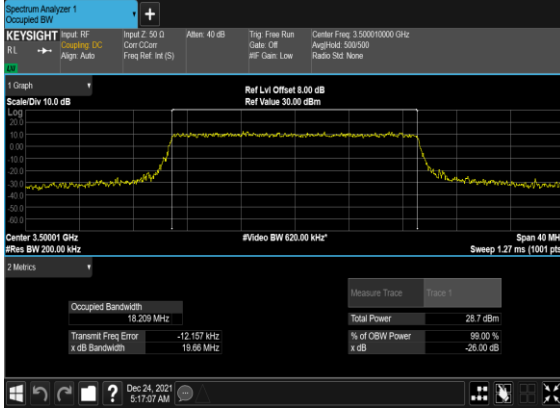 Spectrum Analyzer 1
Occupied BW
KEYSIGHT Input: RF Input Z: 50 Ω Atten: 40 dB Trig: Free Run Center Freq: 3.500010000 GHz
RL Coupling: DC Corr CCorr Gate: Off Avg|Hold: 500/500
Align: Auto Freq Ref: Int (S) #IF Gain: Low Radio Std: None
LXI
1 Graph
Scale/Div 10.0 dB Ref Lvl Offset 8.00 dB
Ref Value 30.00 dBm
Log
20.0
10.0
0.00
-10.0
-20.0
-30.0
-40.0
-50.0
-60.0
Center 3.50001 GHz #Video BW 620.00 kHz* Span 40 MH
#Res BW 200.00 kHz Sweep 1.27 ms (1001 pts
2 Metrics
Measure Trace Trace 1
Occupied Bandwidth
18.209 MHz Total Power 28.7 dBm
Transmit Freq Error -12.157 kHz % of OBW Power 99.00 %
x dB Bandwidth 19.66 MHz x dB -26.00 dB
Dec 24, 2021
5:17:07 AM